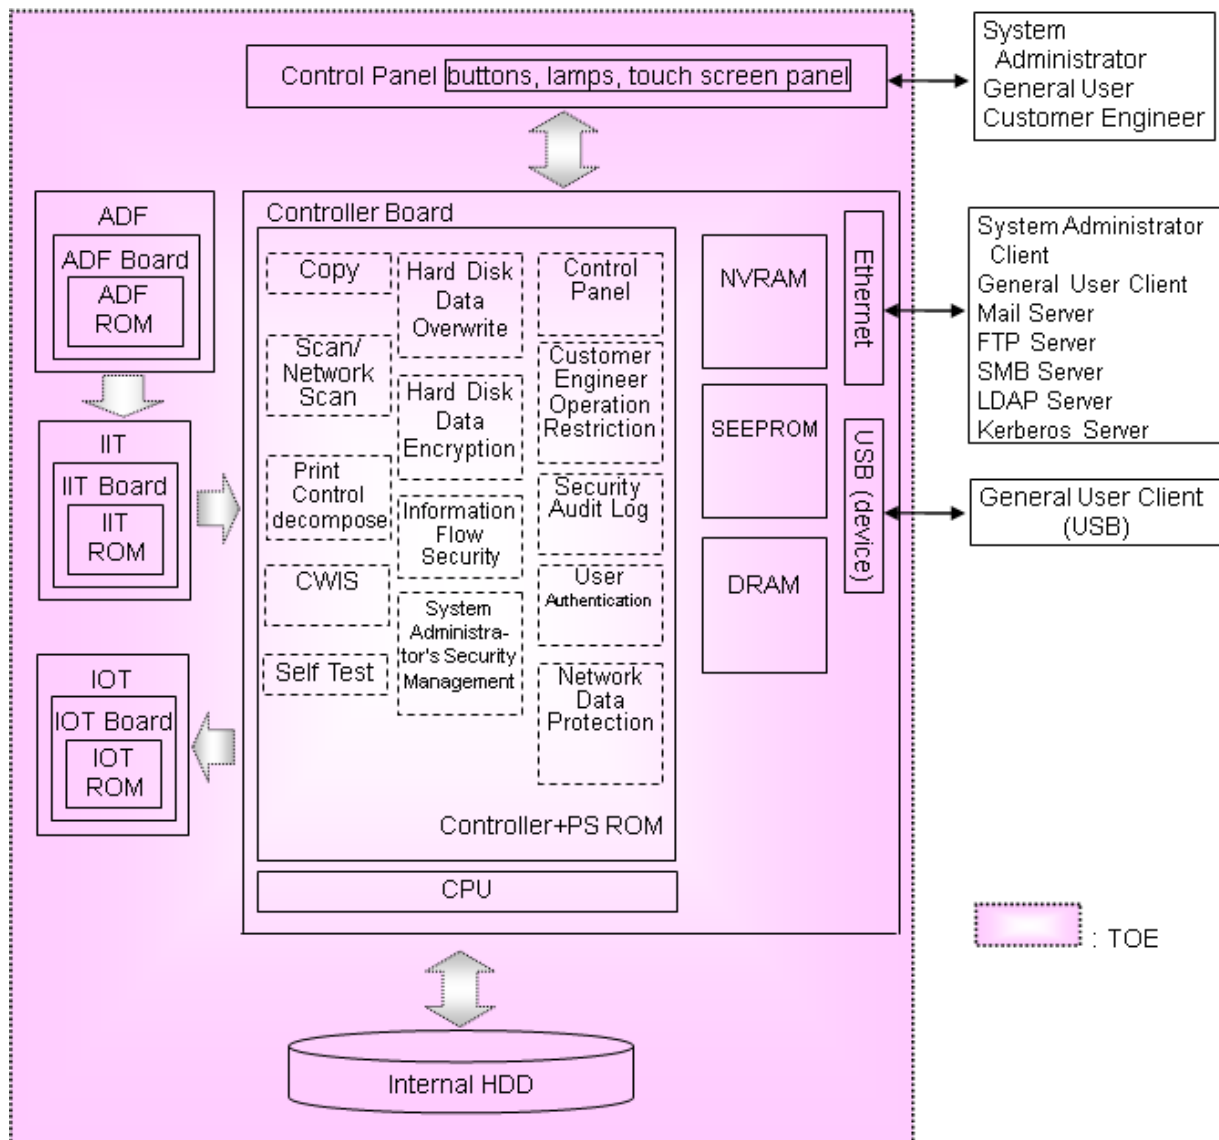 Control Panel buttons, lamps, touch screen panel
System
Administrator
General User
Customer Engineer
ADF
ADF Board
ADF
ROM
IIT
IIT Board
IIT
ROM
IOT
IOT Board
IOT
ROM
Controller Board
Copy
Scan/
Network
Scan
Print
Control
decompose
CWIS
Self Test
Hard Disk
Data
Overwrite
Hard Disk
Data
Encryption
Information
Flow
Security
System
Administra-
tor's Security
Management
Control
Panel
Customer
Engineer
Operation
Restriction
Security
Audit Log
User
Authentication
Network
Data
Protection
Controller+PS ROM
CPU
NVRAM
SEEPROM
DRAM
Ethernet
USB (device)
System Administrator
Client
General User Client
Mail Server
FTP Server
SMB Server
LDAP Server
Kerberos Server
General User Client
(USB)
: TOE
Internal HDD